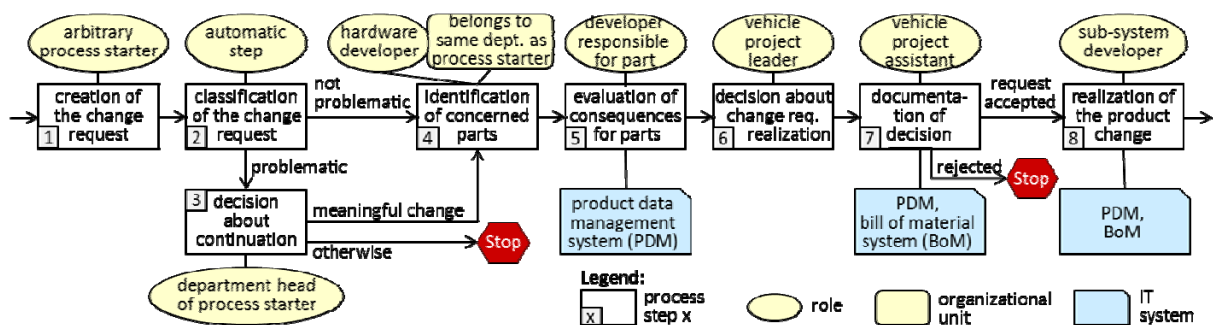 arbitrary
process starter
automatic
step
hardware
developer
belongs to
same dept. as
process starter
developer
responsible
for part
vehicle
project
leader
vehicle
project
assistant
sub-system
developer
creation of
the change
request
1
classification
of the change
request
2
not
problematic
identification
of concerned
parts
4
evaluation of
consequences
for parts
5
decision about
change req.
realization
6
documenta-
tion of
decision
7
request
accepted
realization of
the product
change
8
problematic
rejected
Stop
3
decision
about
continuation
meaningful change
otherwise
Stop
product data
management
system (PDM)
PDM,
bill of material
system (BoM)
PDM,
BoM
department head
of process starter
Legend:
x
process
step x
role
organizational
unit
IT
system